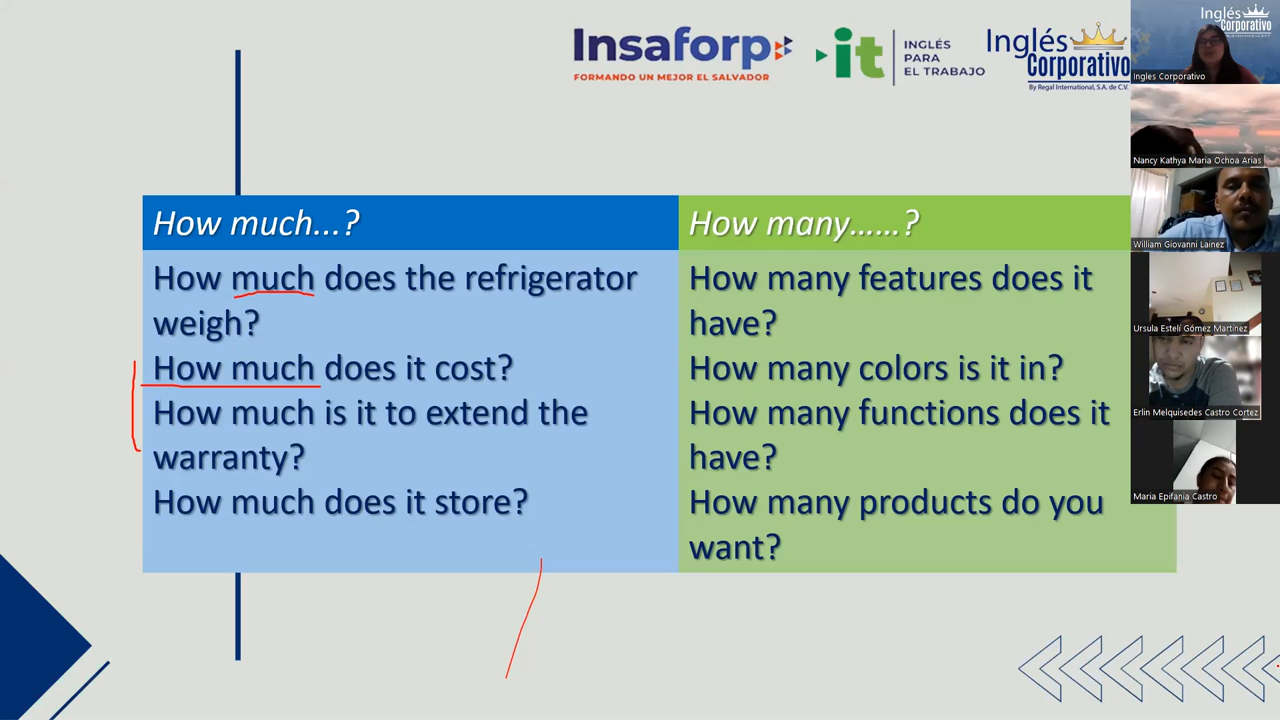 Insaforp
FORMANDO UN MEJOR EL SALVADOR
it
INGLÉS
PARA
EL TRABAJO
Inglés
Corporativo
By Regal International, S.A. de C.V.
Inglés
Corporativo
Ingles Corporativo
Nancy Kathya Maria Ochoa Arias
William Giovanni Lainez
Ursula Estelí Gómez Martínez
Erlin Melquisedes Castro Cortez
Maria Epifania Castro
How much...?
How much does the refrigerator
weigh?
How much does it cost?
How much is it to extend the
warranty?
How much does it store?
How many......?
How many features does it
have?
How many colors is it in?
How many functions does it
have?
How many products do you
want?